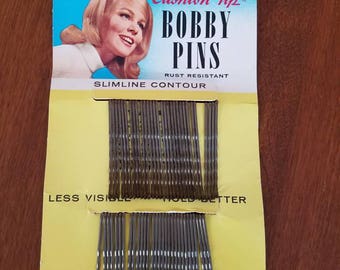 Cushion Tip
BOBBY
PINS
RUST RESISTANT
SLIMLINE CONTOUR
LESS VISIBLE HOLD BETTER